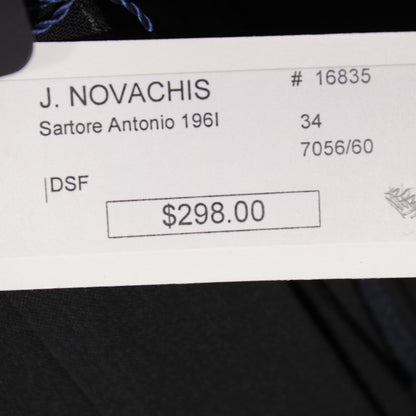 J. NOVACHIS # 16835
Sartore Antonio 196I 34
7056/60
|DSF
$298.00